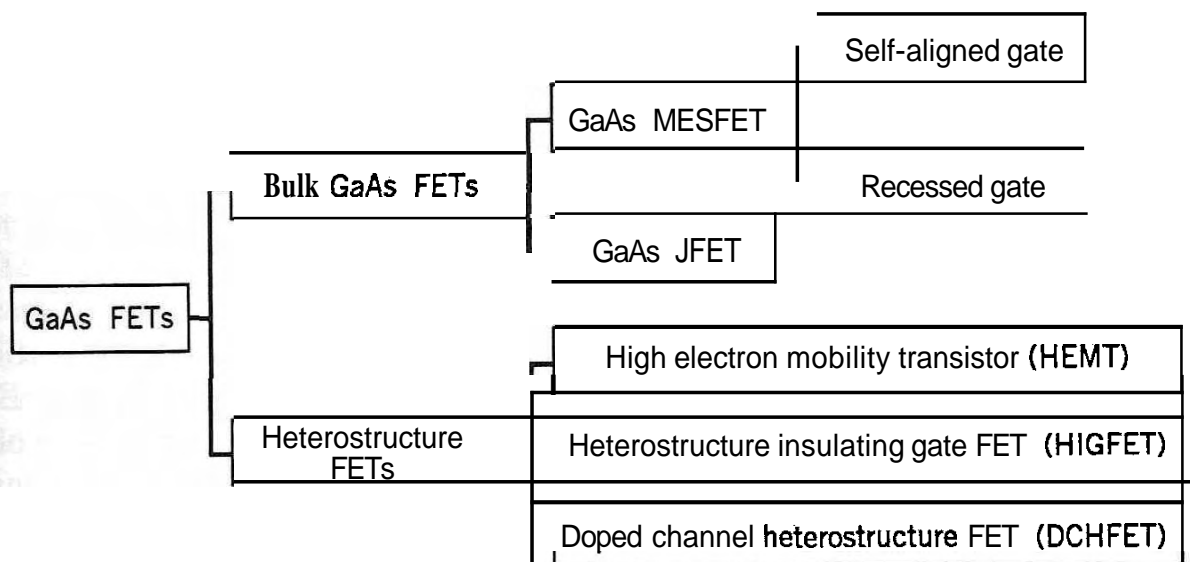 Self-aligned gate
GaAs MESFET
Bulk GaAs FETs
Recessed gate
GaAs JFET
GaAs FETs
High electron mobility transistor (HEMT)
Heterostructure
FETs
Heterostructure insulating gate FET (HIGFET)
Doped channel heterostructure FET (DCHFET)